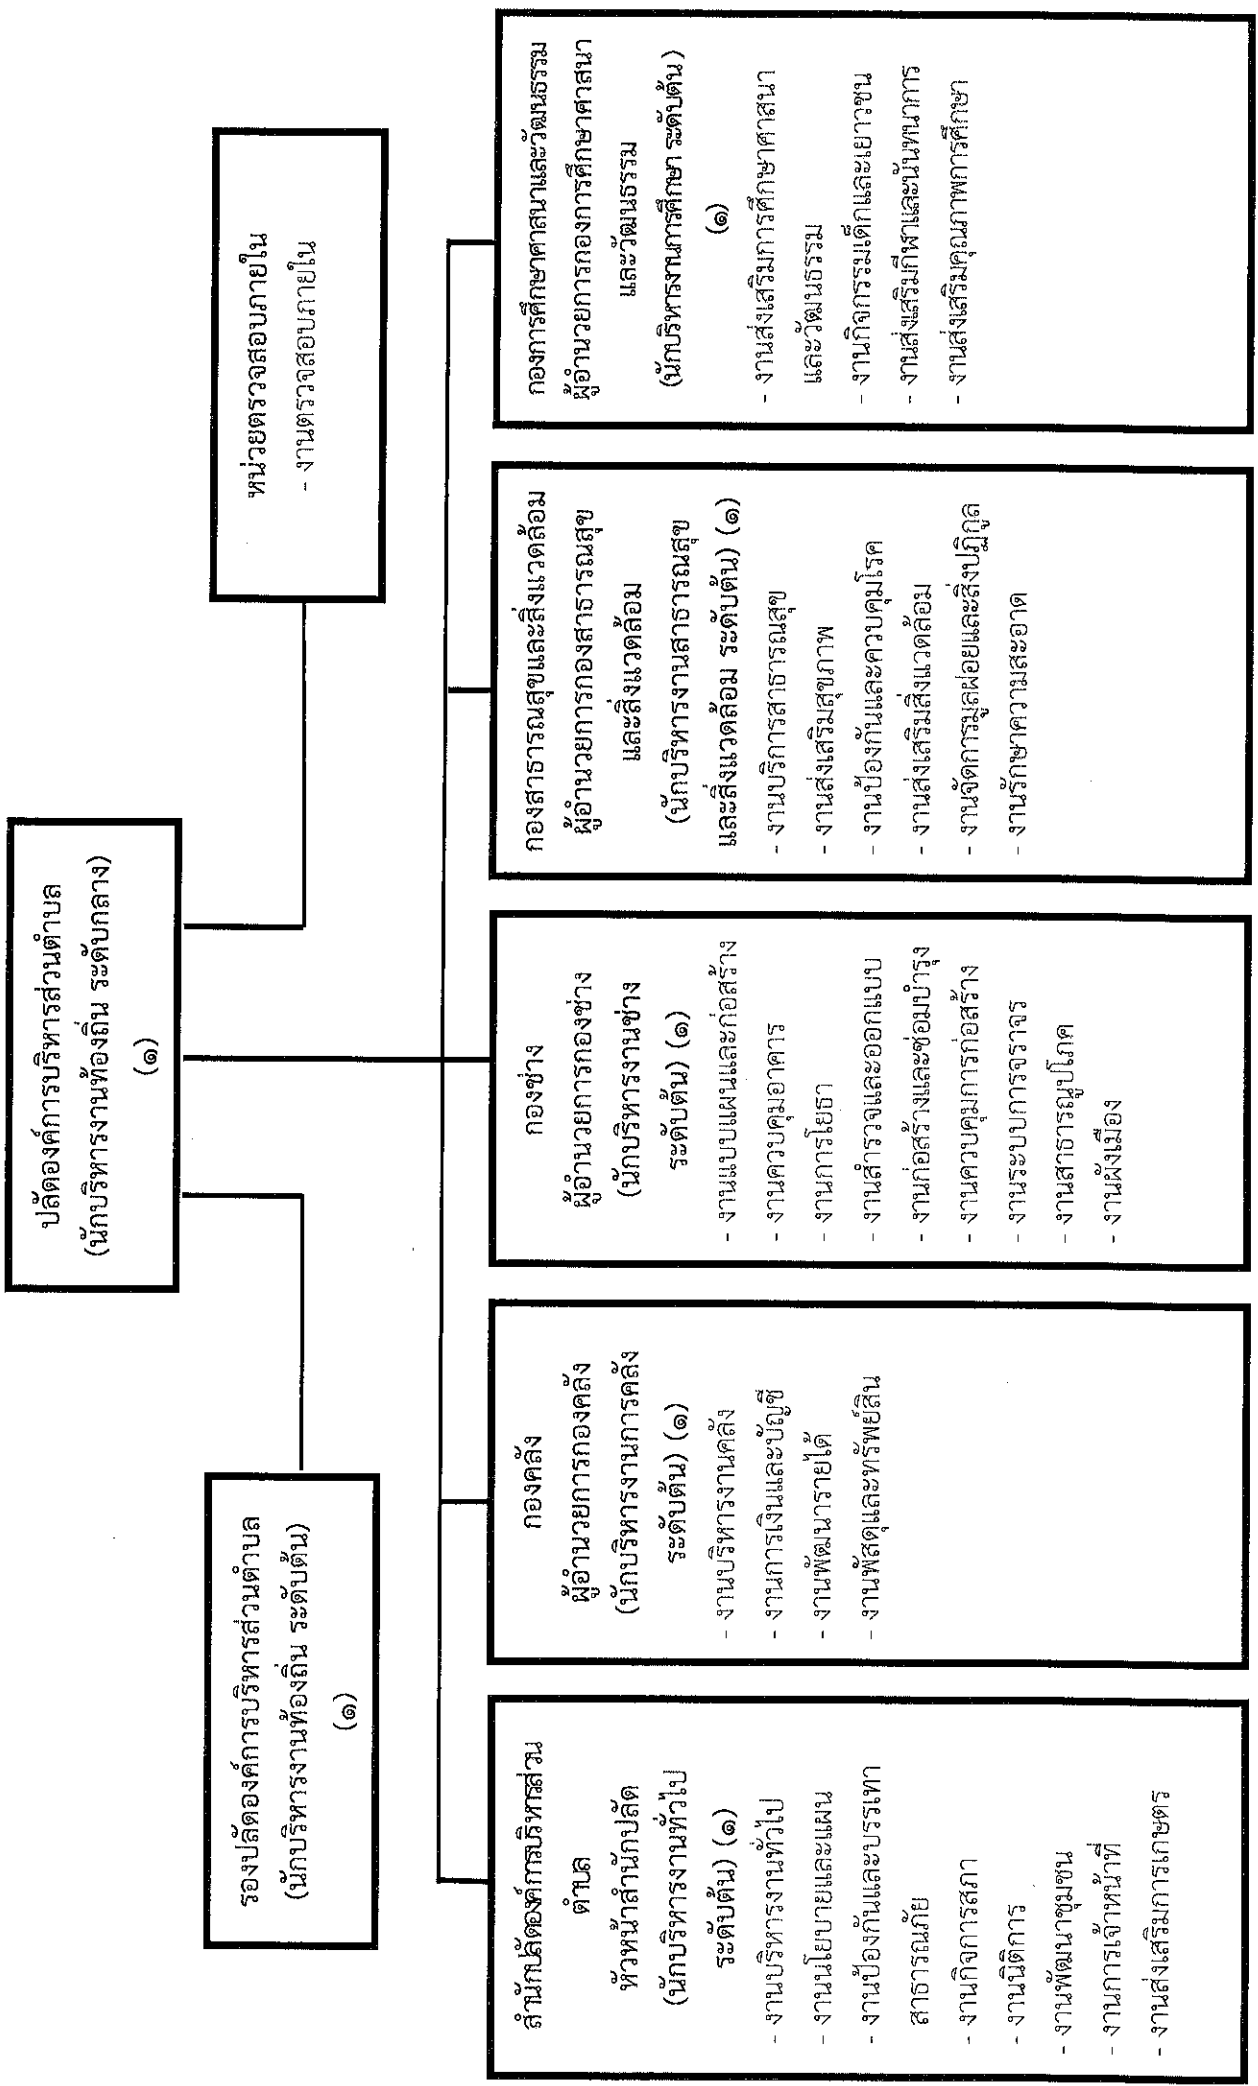 ปลัดองค์การบริหารส่วนตำบล
(นักบริหารงานท้องถิ่น ระดับกลาง)
(๑)
รองปลัดองค์การบริหารส่วนตำบล
(นักบริหารงานท้องถิ่น ระดับต้น)
(๑)
หน่วยตรวจสอบภายใน
- งานตรวจสอบภายใน
สำนักปลัดองค์การบริหารส่วน
ตำบล
หัวหน้าสำนักปลัด
(นักบริหารงานทั่วไป
ระดับต้น) (๑)
- งานบริหารงานทั่วไป
- งานนโยบายและแผน
- งานป้องกันและบรรเทา
สาธารณภัย
- งานกิจการสภา
- งานนิติการ
- งานพัฒนาชุมชน
- งานการเจ้าหน้าที่
- งานส่งเสริมการเกษตร
กองคลัง
ผู้อำนวยการกองคลัง
(นักบริหารงานการคลัง
ระดับต้น) (๑)
- งานบริหารงานคลัง
- งานการเงินและบัญชี
- งานพัฒนารายได้
- งานพัสดุและทรัพย์สิน
กองช่าง
ผู้อำนวยการกองช่าง
(นักบริหารงานช่าง
ระดับต้น) (๑)
- งานแบบแผนและก่อสร้าง
- งานควบคุมอาคาร
- งานการโยธา
- งานสำรวจและออกแบบ
- งานก่อสร้างและซ่อมบำรุง
- งานควบคุมการก่อสร้าง
- งานระบบการจราจร
- งานสาธารณูปโภค
- งานผังเมือง
กองสาธารณสุขและสิ่งแวดล้อม
ผู้อำนวยการกองสาธารณสุข
และสิ่งแวดล้อม
(นักบริหารงานสาธารณสุข
และสิ่งแวดล้อม ระดับต้น) (๑)
- งานบริการสาธารณสุข
- งานส่งเสริมสุขภาพ
- งานป้องกันและควบคุมโรค
- งานส่งเสริมสิ่งแวดล้อม
- งานจัดการมูลฝอยและสิ่งปฏิกูล
- งานรักษาความสะอาด
กองการศึกษาศาสนาและวัฒนธรรม
ผู้อำนวยการกองการศึกษาศาสนา
และวัฒนธรรม
(นักบริหารงานการศึกษา ระดับต้น )
(๑)
- งานส่งเสริมการศึกษาศาสนา
และวัฒนธรรม
- งานกิจกรรมเด็กและเยาวชน
- งานส่งเสริมกีฬาและนันทนาการ
- งานส่งเสริมคุณภาพการศึกษา